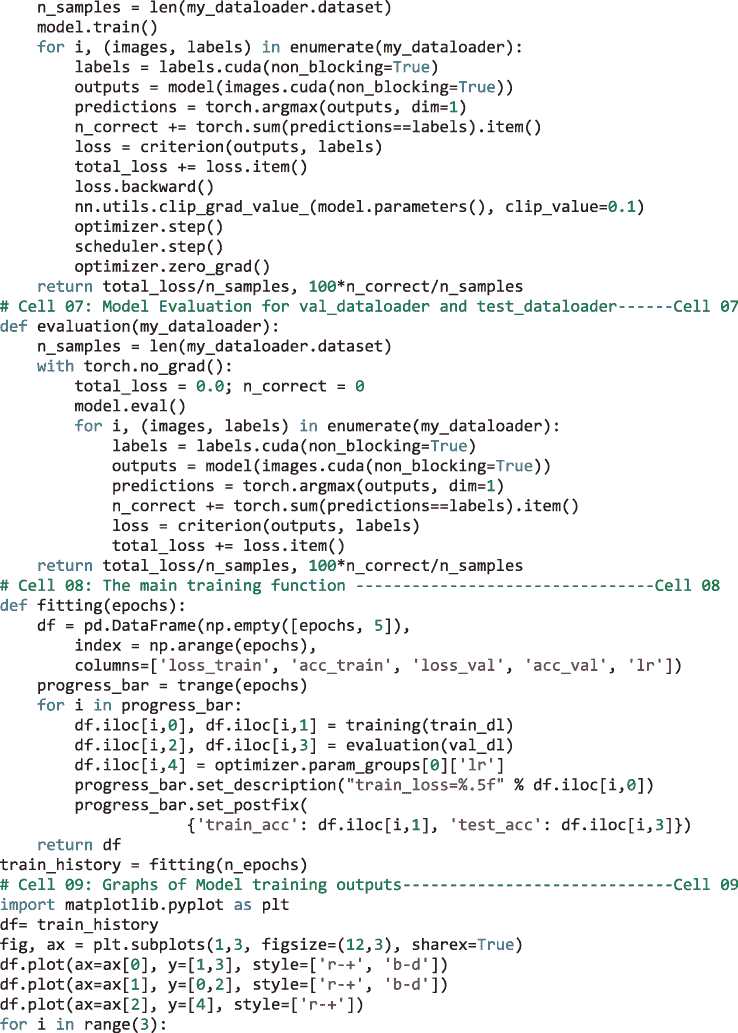 n_samples = len(my_dataloader.dataset)
    model.train()
    for i, (images, labels) in enumerate(my_dataloader):
        labels = labels.cuda(non_blocking=True)
        outputs = model(images.cuda(non_blocking=True))
        predictions = torch.argmax(outputs, dim=1)
        n_correct += torch.sum(predictions==labels).item()
        loss = criterion(outputs, labels)
        total_loss += loss.item()
        loss.backward()
        nn.utils.clip_grad_value_(model.parameters(), clip_value=0.1)
        optimizer.step()
        scheduler.step()
        optimizer.zero_grad()
    return total_loss/n_samples, 100*n_correct/n_samples
# Cell 07: Model Evaluation for val_dataloader and test_dataloader------Cell 07
def evaluation(my_dataloader):
    n_samples = len(my_dataloader.dataset)
    with torch.no_grad():
        total_loss = 0.0; n_correct = 0
        model.eval()
        for i, (images, labels) in enumerate(my_dataloader):
            labels = labels.cuda(non_blocking=True)
            outputs = model(images.cuda(non_blocking=True))
            predictions = torch.argmax(outputs, dim=1)
            n_correct += torch.sum(predictions==labels).item()
            loss = criterion(outputs, labels)
            total_loss += loss.item()
    return total_loss/n_samples, 100*n_correct/n_samples
# Cell 08: The main training function --------------------------------Cell 08
def fitting(epochs):
    df = pd.DataFrame(np.empty([epochs, 5]),
        index = np.arange(epochs),
        columns=['loss_train', 'acc_train', 'loss_val', 'acc_val', 'lr'])
    progress_bar = trange(epochs)
    for i in progress_bar:
        df.iloc[i,0], df.iloc[i,1] = training(train_dl)
        df.iloc[i,2], df.iloc[i,3] = evaluation(val_dl)
        df.iloc[i,4] = optimizer.param_groups[0]['lr']
        progress_bar.set_description("train_loss=%.5f" % df.iloc[i,0])
        progress_bar.set_postfix(
                    {'train_acc': df.iloc[i,1], 'test_acc': df.iloc[i,3]})
    return df
train_history = fitting(n_epochs)
# Cell 09: Graphs of Model training outputs-----------------------------Cell 09
import matplotlib.pyplot as plt
df= train_history
fig, ax = plt.subplots(1,3, figsize=(12,3), sharex=True)
df.plot(ax=ax[0], y=[1,3], style=['r-+', 'b-d'])
df.plot(ax=ax[1], y=[0,2], style=['r-+', 'b-d'])
df.plot(ax=ax[2], y=[4], style=['r-+'])
for i in range(3):